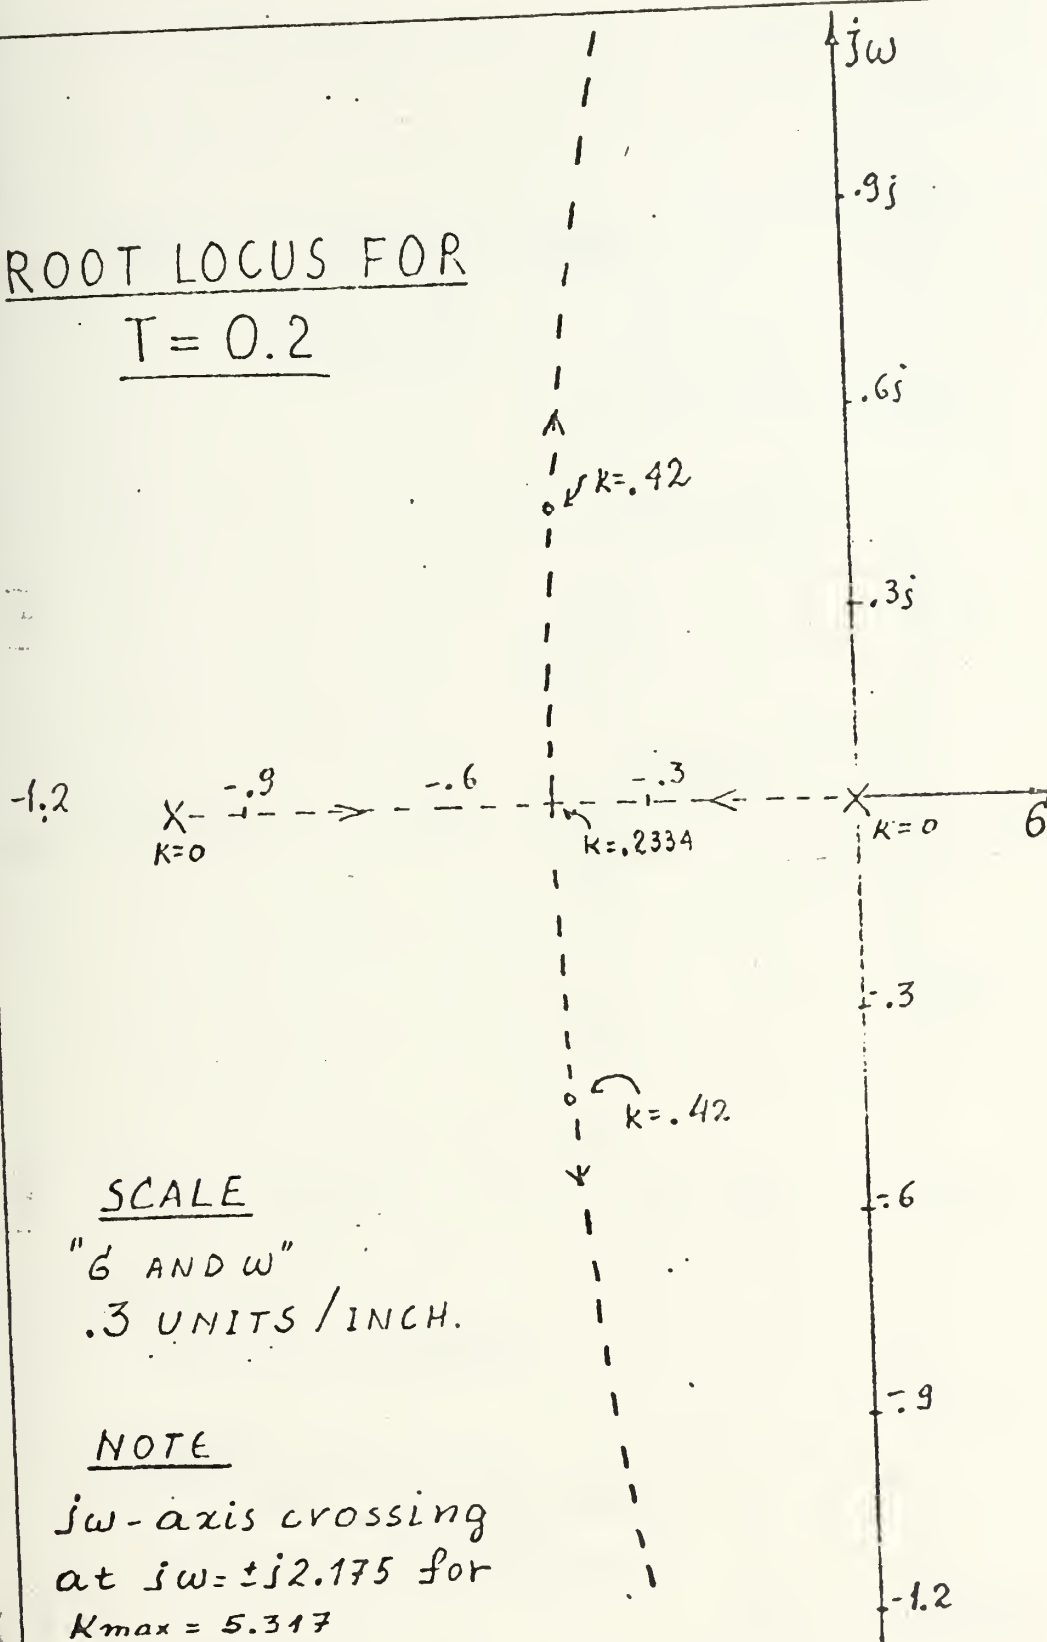 jω
.9j
ROOT LOCUS FOR
T = 0.2
.6j
K=.42
.3j
-1.2
-.9
-.6
-.3
K=0
K=.2334
K=0
6
-.3
K=.42
-.6
SCALE
"6 AND ω"
.3 UNITS/INCH.
-.9
NOTE
jω-axis crossing
at jω=±j2.175 for
Kmax = 5.317
-1.2